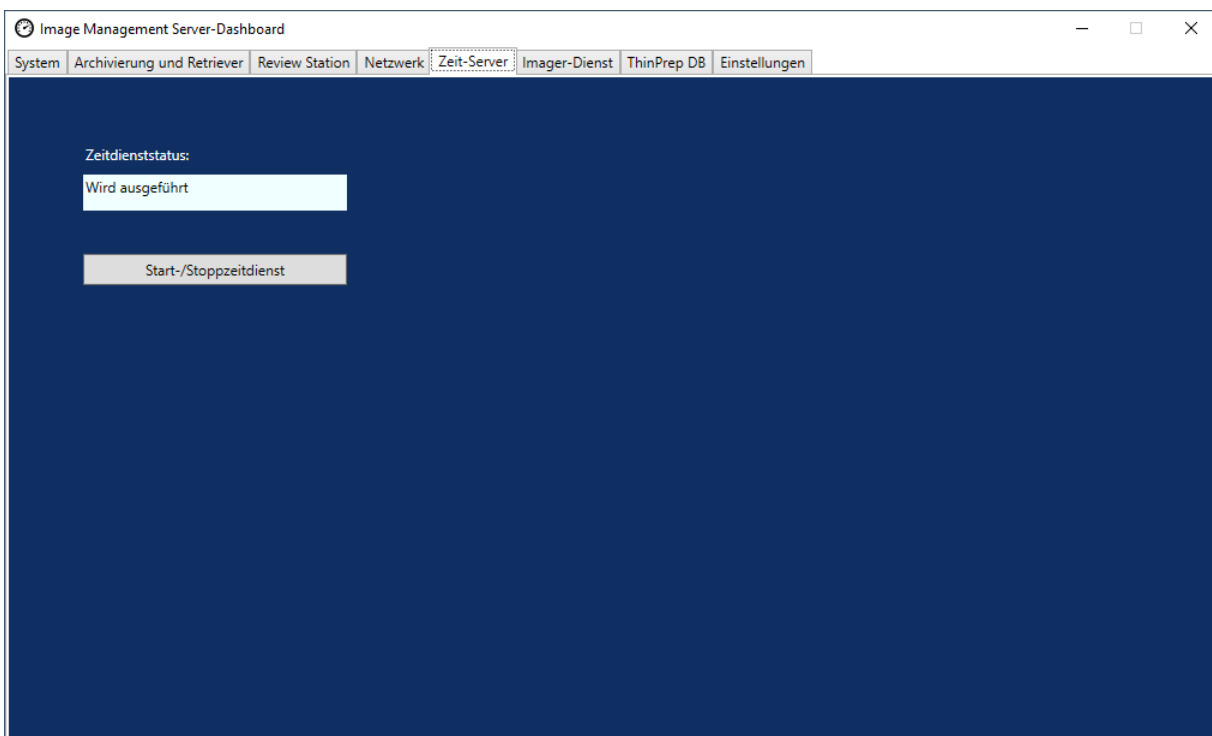 Image Management Server-Dashboard
System Archivierung und Retriever Review Station Netzwerk Zeit-Server Imager-Dienst ThinPrep DB Einstellungen
Zeitdienststatus:
Wird ausgeführt
Start-/Stoppzeitdienst